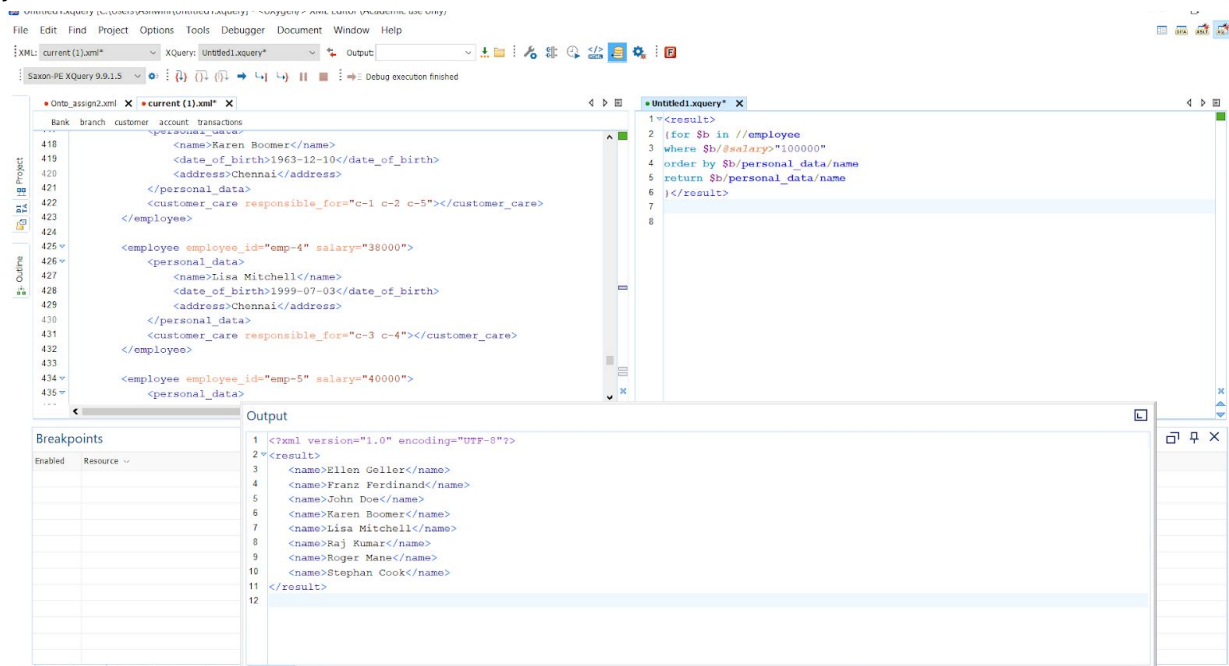 File Edit Find Project Options Tools Debugger Document Window Help
XML: current (1).xml* XQuery: Untitled1.xquery* Output:
Saxon-PE XQuery 9.9.1.5 Debug execution finished
Onto_assign2.xml current (1).xml* Untitled1.xquery*
Bank branch customer account transactions
Project
Outline
418 <name>Karen Boomer</name>
419 <date_of_birth>1963-12-10</date_of_birth>
420 <address>Chennai</address>
421 </personal_data>
422 <customer_care responsible_for="c-1 c-2 c-5"></customer_care>
423 </employee>
424
425 <employee employee_id="emp-4" salary="38000">
426 <personal_data>
427 <name>Lisa Mitchell</name>
428 <date_of_birth>1999-07-03</date_of_birth>
429 <address>Chennai</address>
430 </personal_data>
431 <customer_care responsible_for="c-3 c-4"></customer_care>
432 </employee>
433
434 <employee employee_id="emp-5" salary="40000">
435 <personal_data>
1 <result>
2 {for $b in //employee
3 where $b/@salary>"100000"
4 order by $b/personal_data/name
5 return $b/personal_data/name
6 }</result>
7
8
Breakpoints
Enabled Resource
Output
1 <?xml version="1.0" encoding="UTF-8"?>
2 <result>
3 <name>Ellen Geller</name>
4 <name>Franz Ferdinand</name>
5 <name>John Doe</name>
6 <name>Karen Boomer</name>
7 <name>Lisa Mitchell</name>
8 <name>Raj Kumar</name>
9 <name>Roger Mane</name>
10 <name>Stephan Cook</name>
11 </result>
12